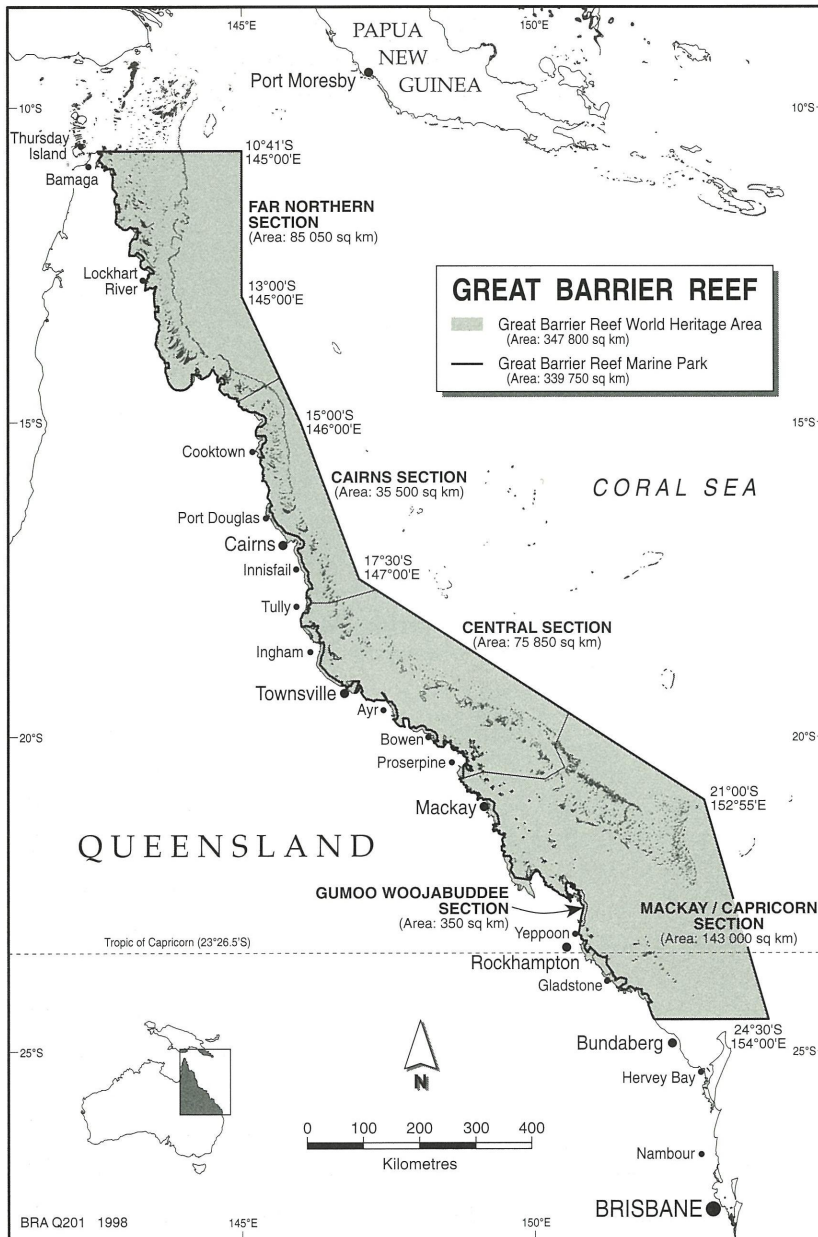 145°E
150°E
PAPUA
NEW
GUINEA
Port Moresby
10°S
10°S
Thursday
Island
Bamaga
10°41'S
145°00'E
FAR NORTHERN
SECTION
(Area: 85 050 sq km)
Lockhart
River
13°00'S
145°00'E
GREAT BARRIER REEF
Great Barrier Reef World Heritage Area
(Area: 347 800 sq km)
Great Barrier Reef Marine Park
(Area: 339 750 sq km)
15°S
15°00'S
146°00'E
15°S
Cooktown
CAIRNS SECTION
(Area: 35 500 sq km)
CORAL SEA
Port Douglas
Cairns
Innisfail
17°30'S
147°00'E
Tully
CENTRAL SECTION
(Area: 75 850 sq km)
Ingham
Townsville
Ayr
Bowen
20°S
20°S
Proserpine
21°00'S
152°55'E
Mackay
QUEENSLAND
GUMOO WOOJABUDDEE
SECTION
(Area: 350 sq km)
MACKAY / CAPRICORN
SECTION
(Area: 143 000 sq km)
Yeppoon
Tropic of Capricorn (23°26.5'S)
Rockhampton
Gladstone
24°30'S
154°00'E
Bundaberg
25°S
25°S
Hervey Bay
N
0 100 200 300 400
Kilometres
Nambour
BRISBANE
BRA Q201 1998
145°E
150°E